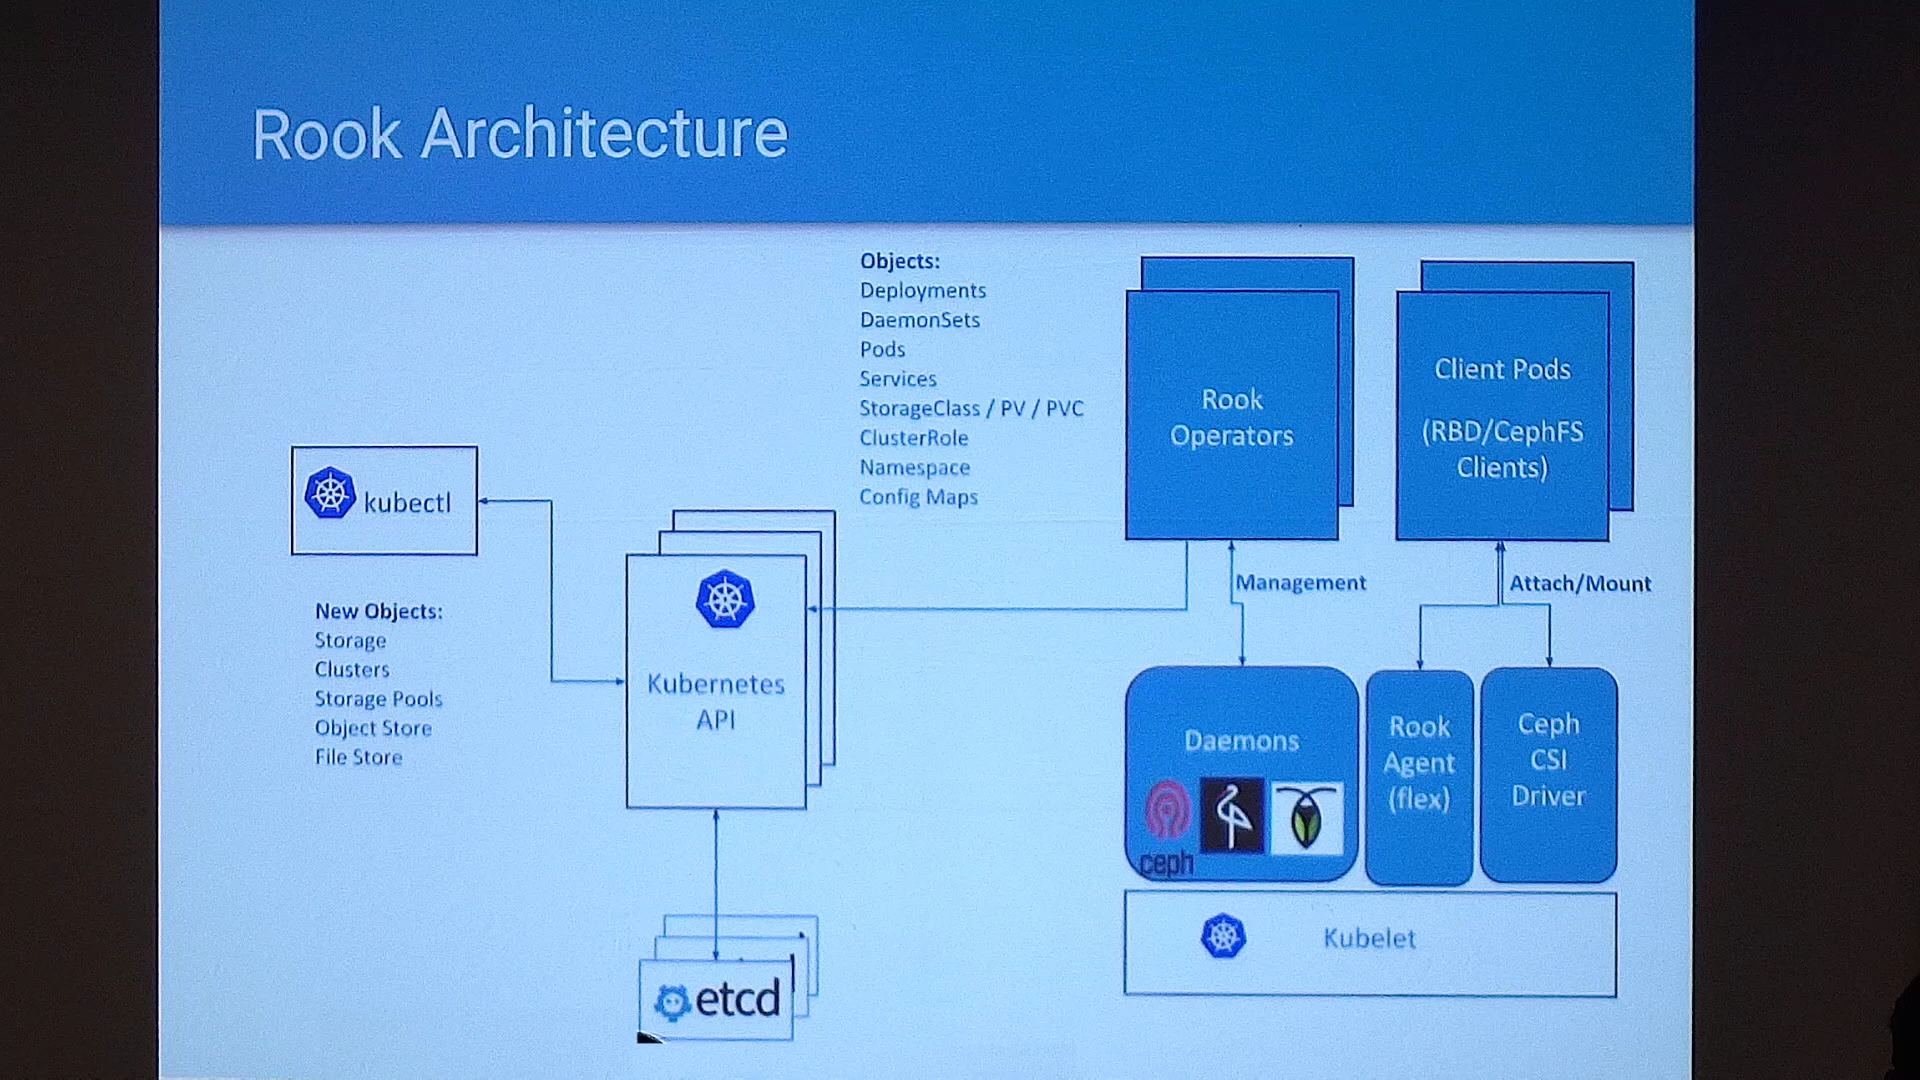 Rook Architecture
Objects:
Deployments
DaemonSets
Pods
Services
StorageClass / PV / PVC
ClusterRole
Namespace
Config Maps
Rook
Operators
Client Pods
(RBD/CephFS
Clients)
kubectl
New Objects:
Storage
Clusters
Storage Pools
Object Store
File Store
Kubernetes
API
Management
Attach/Mount
Daemons
ceph
Rook
Agent
(flex)
Ceph
CSI
Driver
Kubelet
etcd